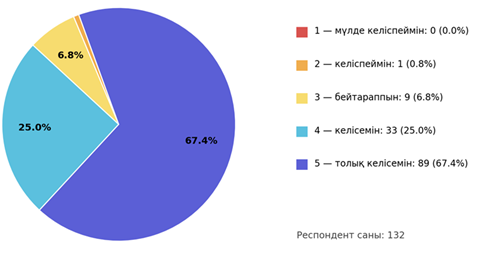 1 — мүлде келіспеймін: 0 (0.0%)
2 — келіспеймін: 1 (0.8%)
3 — бейтараппын: 9 (6.8%)
4 — келісемін: 33 (25.0%)
5 — толық келісемін: 89 (67.4%)
6.8%
25.0%
67.4%
Респондент саны: 132